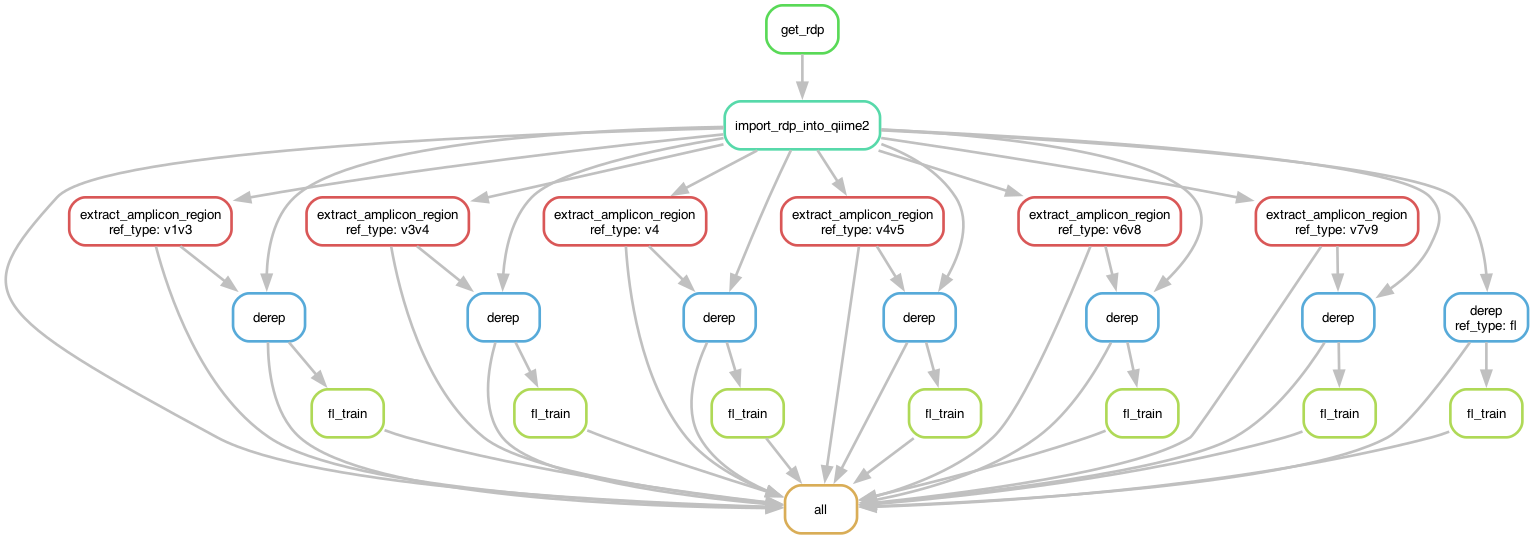 get_rdp
import_rdp_into_qiime2
extract_amplicon_region
ref_type: v1v3
extract_amplicon_region
ref_type: v3v4
extract_amplicon_region
ref_type: v4
extract_amplicon_region
ref_type: v4v5
extract_amplicon_region
ref_type: v6v8
extract_amplicon_region
ref_type: v7v9
derep
derep
derep
derep
derep
derep
derep
ref_type: fl
fl_train
fl_train
fl_train
fl_train
fl_train
fl_train
fl_train
all